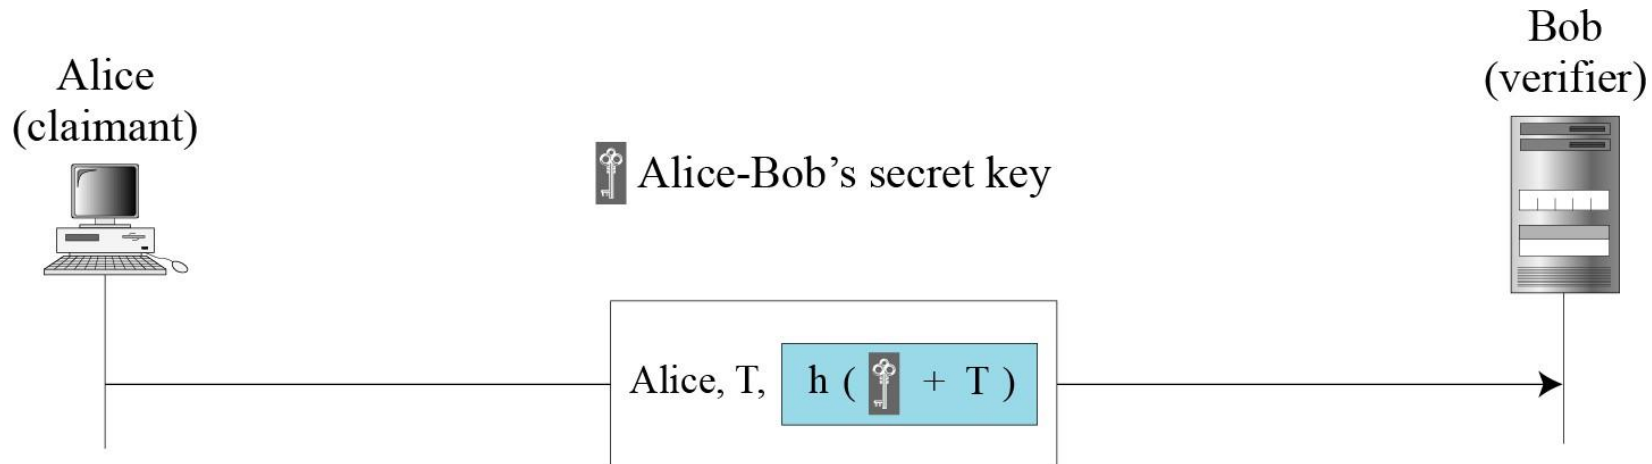 Alice
(claimant)
Bob
(verifier)
Alice-Bob’s secret key
Alice, T, h ( + T )